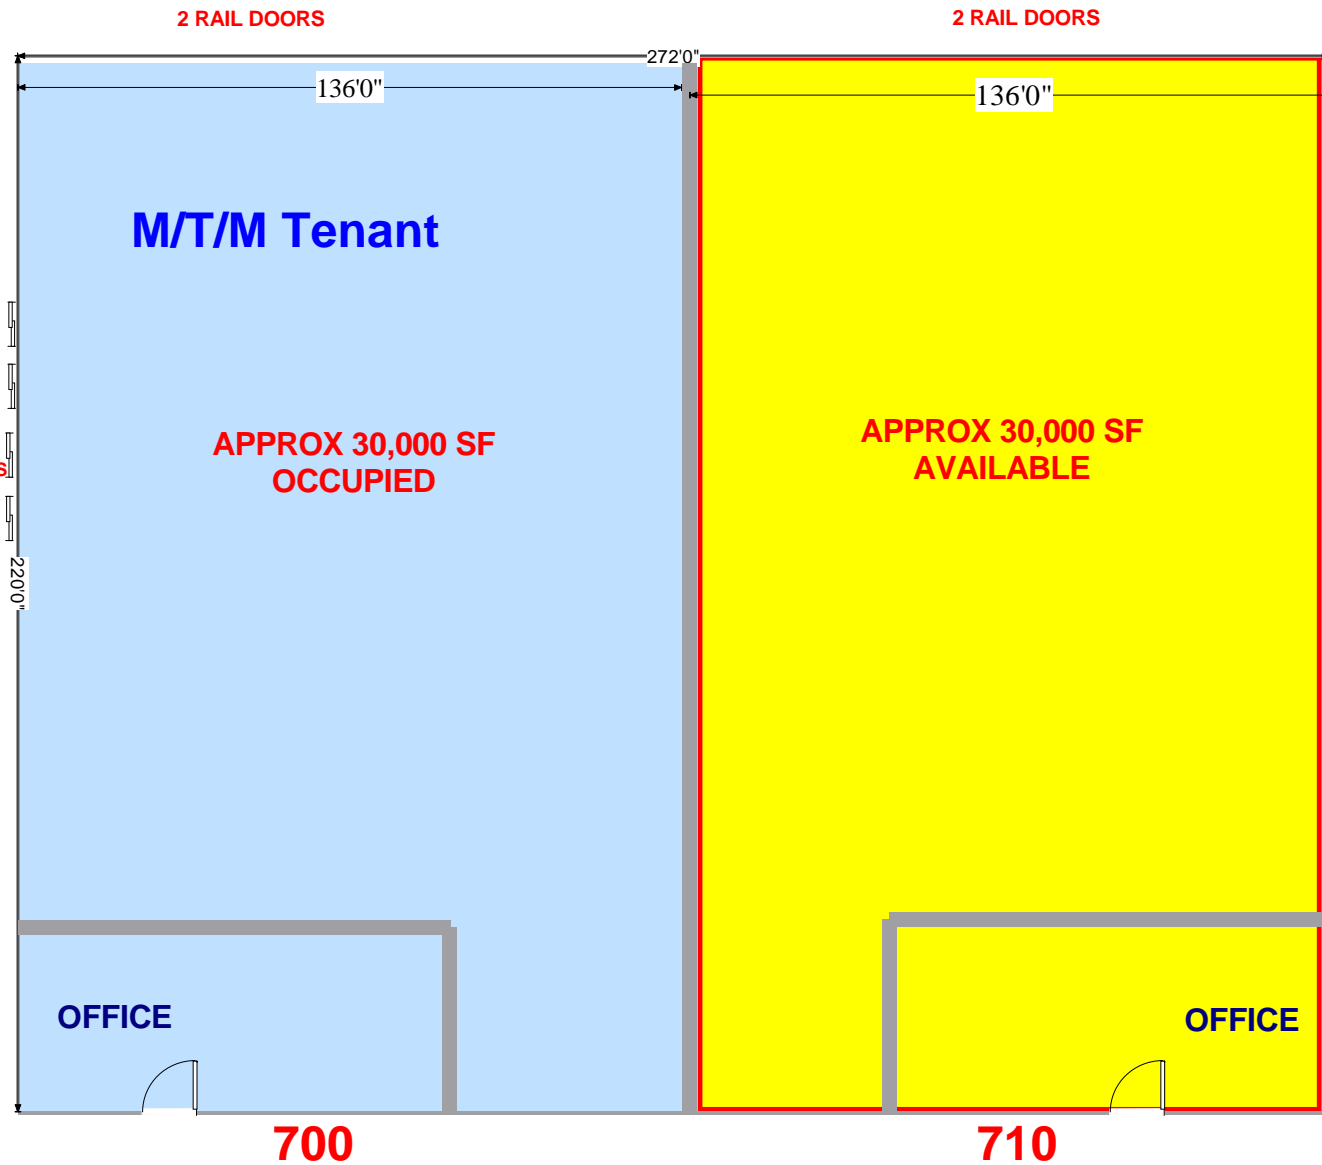 2 RAIL DOORS
2 RAIL DOORS
272'0"
136'0"
136'0"
M/T/M Tenant
APPROX 30,000 SF
OCCUPIED
APPROX 30,000 SF
AVAILABLE
220'0"
OFFICE
OFFICE
700
710